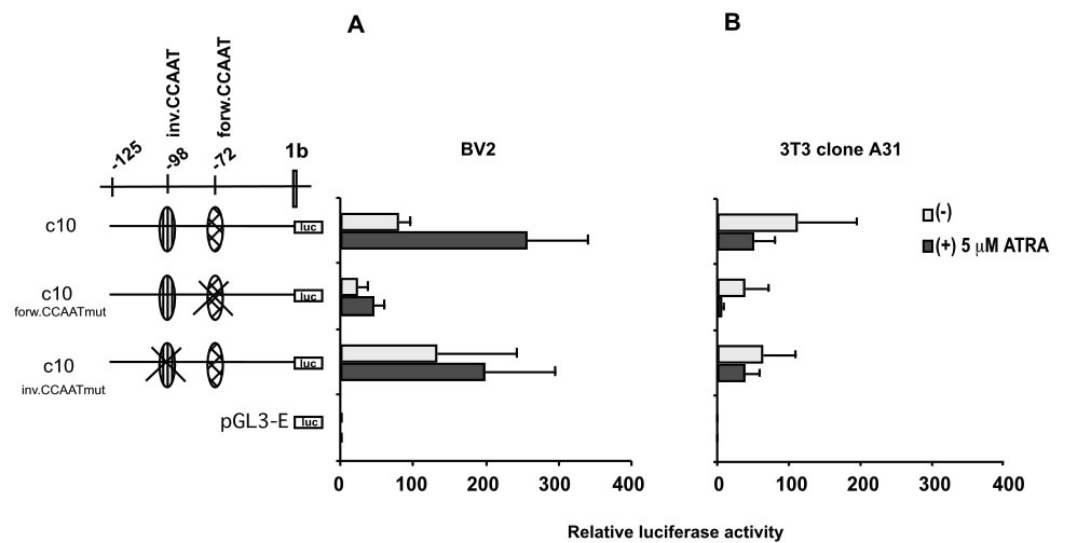 A
B
inv.CCAAT
forw.CCAAT
-125
-98
-72
1b
BV2
3T3 clone A31
c10
luc
(-)
(+) 5 μM ATRA
c10
forw.CCAATmut
luc
c10
inv.CCAATmut
luc
pGL3-E luc
0 100 200 300 400
0 100 200 300 400
Relative luciferase activity